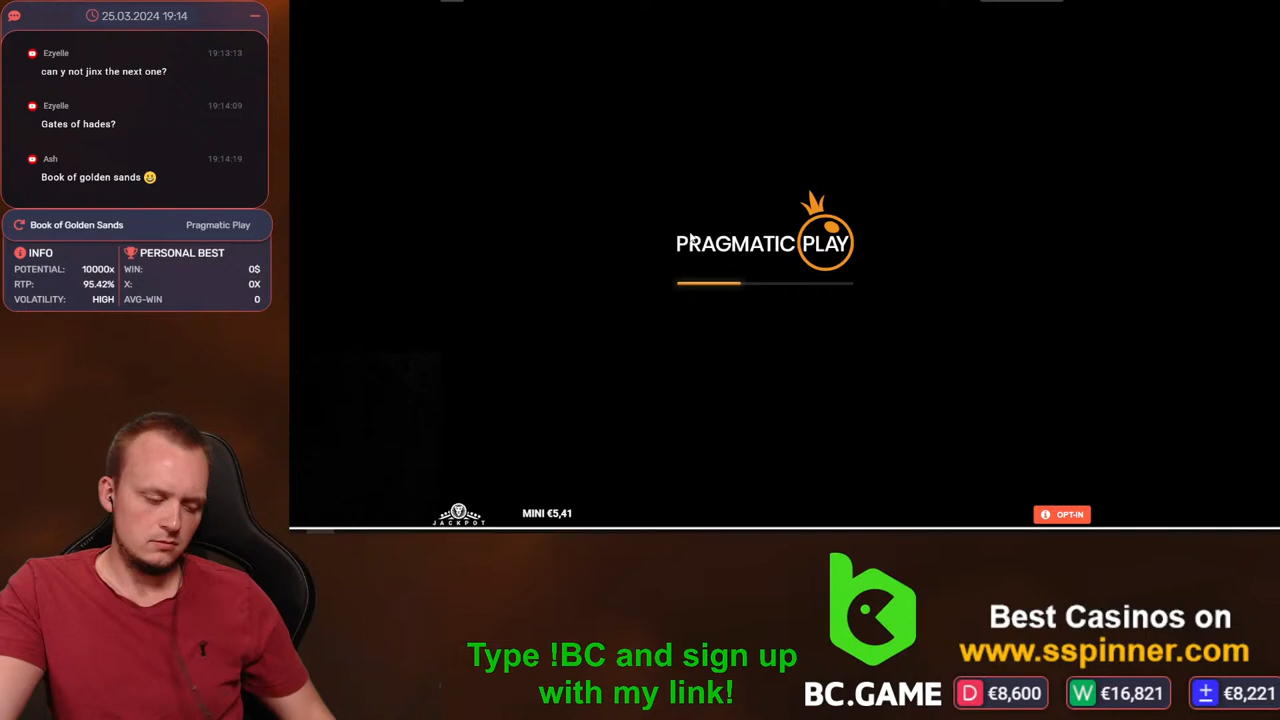 25.03.2024 19:14
Ezyelle 19:13:13
can y not jinx the next one?
Ezyelle 19:14:09
Gates of hades?
Ash 19:14:19
Book of golden sands 😀
Book of Golden Sands Pragmatic Play
INFO
POTENTIAL: 10000x
RTP: 95.42%
VOLATILITY: HIGH
PERSONAL BEST
WIN: 0$
X: 0X
AVG-WIN 0
PRAGMATIC PLAY
JACKPOT
MINI €5,41
OPT-IN
Type !BC and sign up
with my link!
BC.GAME
Best Casinos on
www.sspinner.com
D €8,600
W €16,821
± €8,221